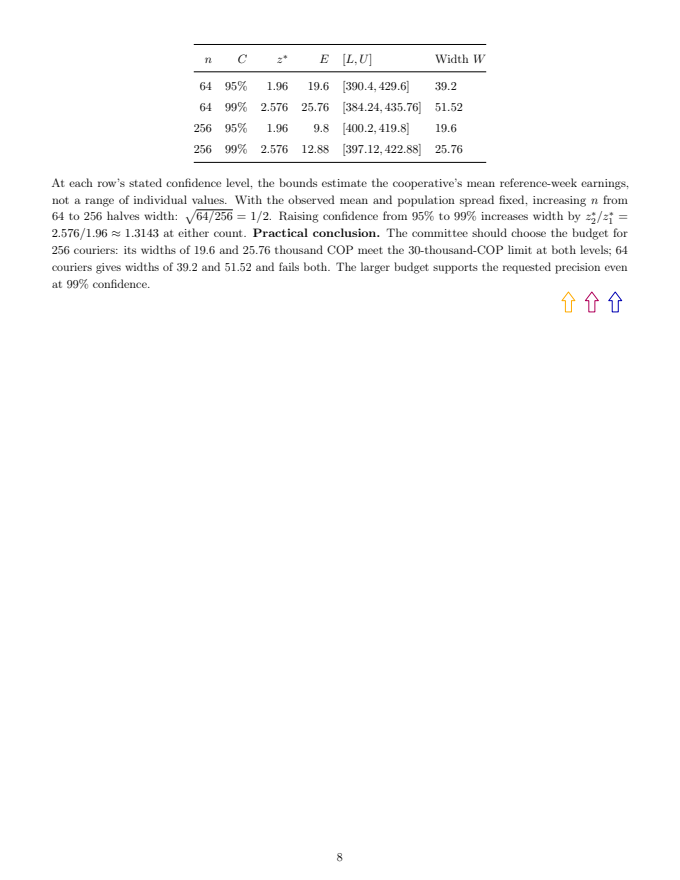 n C z* E [L, U] Width W
64 95% 1.96 19.6 [390.4, 429.6] 39.2
64 99% 2.576 25.76 [384.24, 435.76] 51.52
256 95% 1.96 9.8 [400.2, 419.8] 19.6
256 99% 2.576 12.88 [397.12, 422.88] 25.76
At each row's stated confidence level, the bounds estimate the cooperative's mean reference-week earnings,
not a range of individual values. With the observed mean and population spread fixed, increasing n from
64 to 256 halves width: √64/256 = 1/2. Raising confidence from 95% to 99% increases width by z₂*/z₁* =
2.576/1.96 ≈ 1.3143 at either count. Practical conclusion. The committee should choose the budget for
256 couriers: its widths of 19.6 and 25.76 thousand COP meet the 30-thousand-COP limit at both levels; 64
couriers gives widths of 39.2 and 51.52 and fails both. The larger budget supports the requested precision even
at 99% confidence.
8